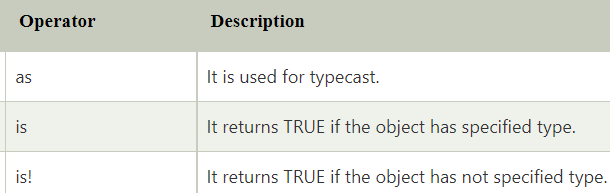 Operator Description
as It is used for typecast.
is It returns TRUE if the object has specified type.
is! It returns TRUE if the object has not specified type.